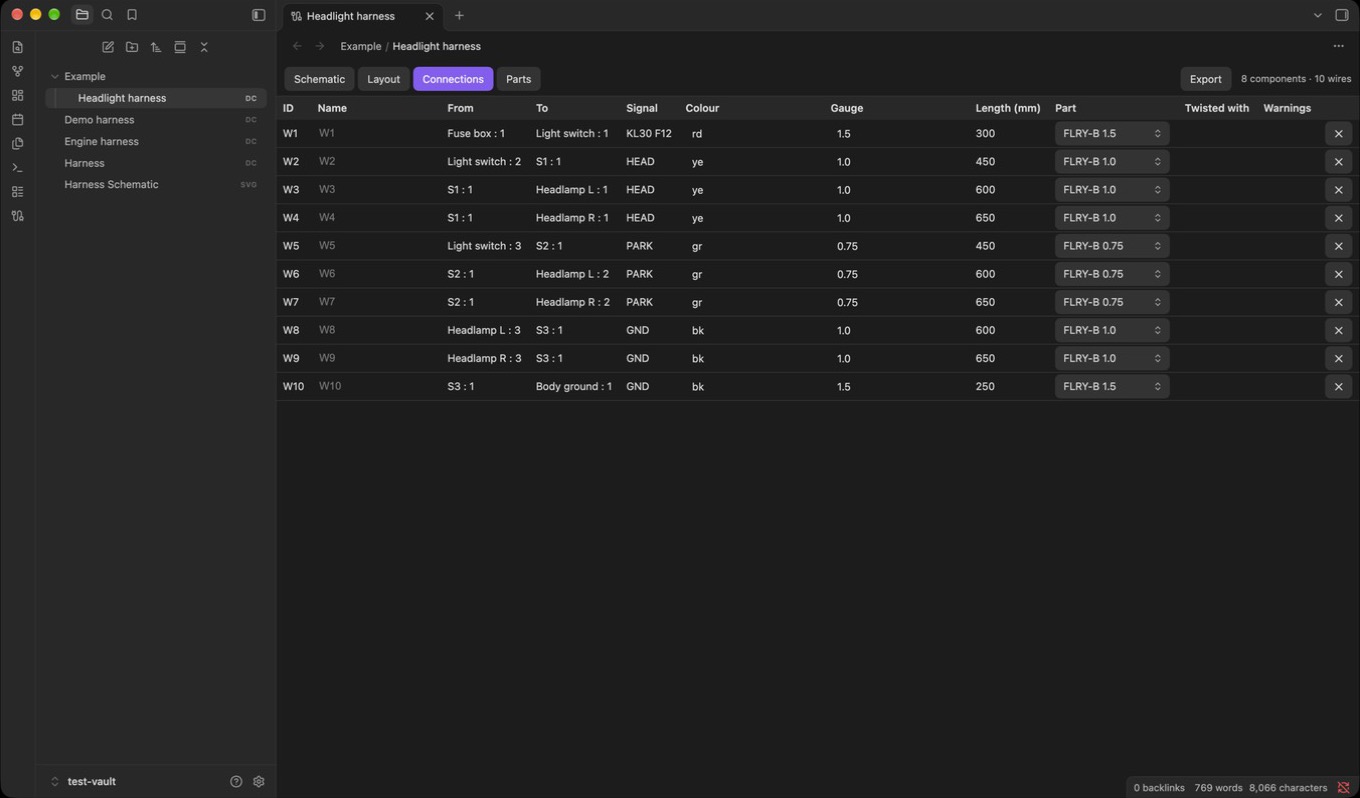 Headlight harness
Example / Headlight harness
Example
Headlight harness DC
Demo harness DC
Engine harness DC
Harness DC
Harness Schematic SVG
Schematic Layout Connections Parts Export 8 components · 10 wires
ID Name From To Signal Colour Gauge Length (mm) Part Twisted with Warnings
W1 W1 Fuse box : 1 Light switch : 1 KL30 F12 rd 1.5 300 FLRY-B 1.5
W2 W2 Light switch : 2 S1 : 1 HEAD ye 1.0 450 FLRY-B 1.0
W3 W3 S1 : 1 Headlamp L : 1 HEAD ye 1.0 600 FLRY-B 1.0
W4 W4 S1 : 1 Headlamp R : 1 HEAD ye 1.0 650 FLRY-B 1.0
W5 W5 Light switch : 3 S2 : 1 PARK gr 0.75 450 FLRY-B 0.75
W6 W6 S2 : 1 Headlamp L : 2 PARK gr 0.75 600 FLRY-B 0.75
W7 W7 S2 : 1 Headlamp R : 2 PARK gr 0.75 650 FLRY-B 0.75
W8 W8 Headlamp L : 3 S3 : 1 GND bk 1.0 600 FLRY-B 1.0
W9 W9 Headlamp R : 3 S3 : 1 GND bk 1.0 650 FLRY-B 1.0
W10 W10 S3 : 1 Body ground : 1 GND bk 1.5 250 FLRY-B 1.5
test-vault
0 backlinks 769 words 8,066 characters